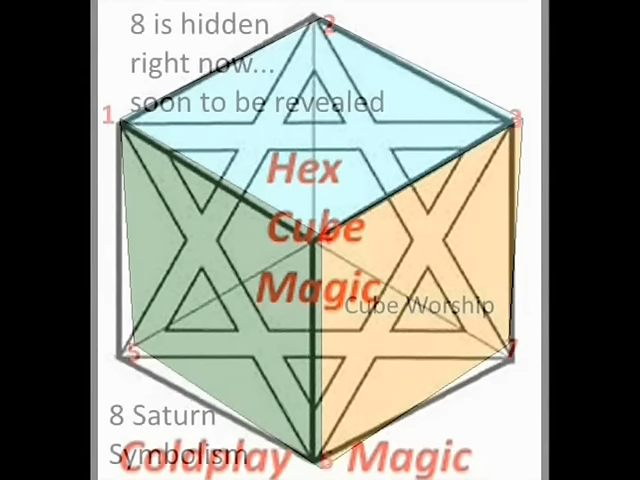 8 is hidden
right now...
soon to be revealed
2
1
3
Hex
Cube
Magic
Cube Worship
5
7
8 Saturn
Symbolism
Coldplay
6
Magic